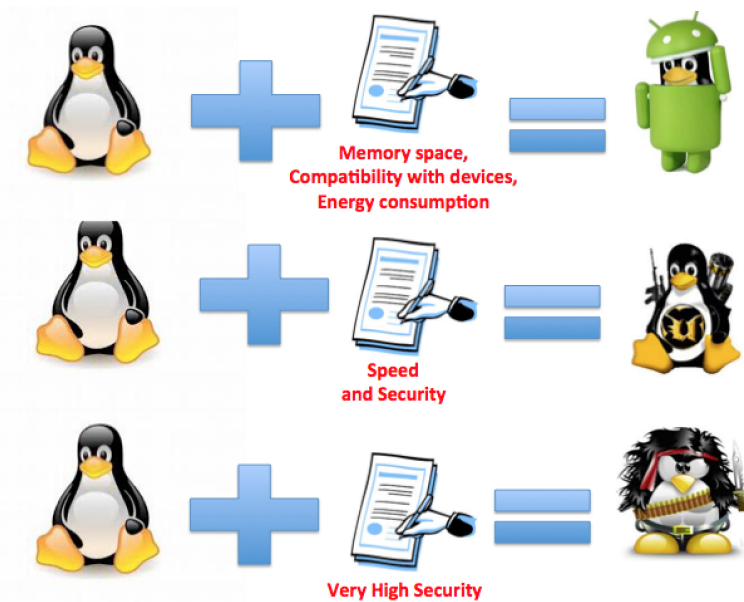 Memory space,
Compatibility with devices,
Energy consumption
Speed
and Security
Very High Security